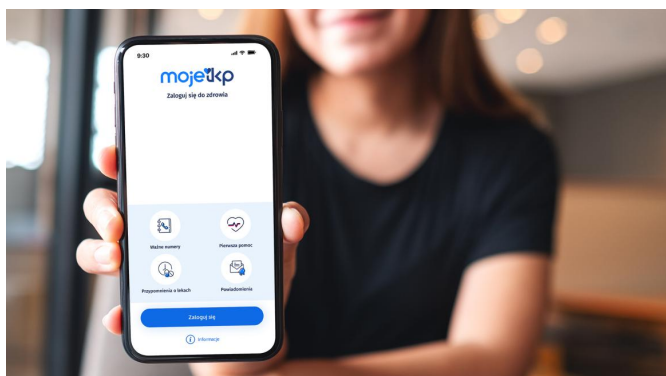 9:30
mojeikp
Zaloguj się do zdrowia
Ważne numery
Pierwsza pomoc
Przypomnienia o lekach
Powiadomienia
Zaloguj się
i Informacje